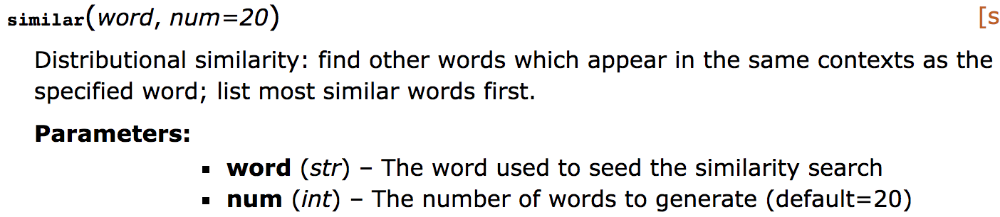 similar(word, num=20) [s
Distributional similarity: find other words which appear in the same contexts as the
specified word; list most similar words first.
Parameters:
▪ word (str) – The word used to seed the similarity search
▪ num (int) – The number of words to generate (default=20)